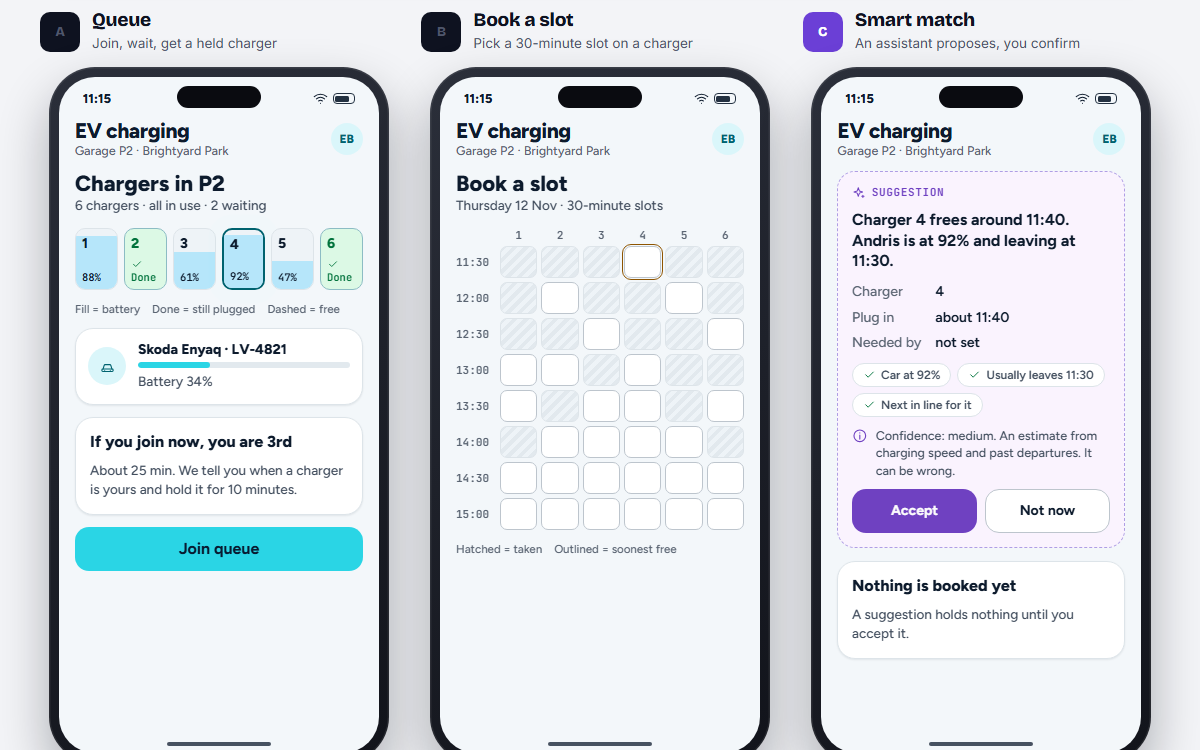 A
Queue
Join, wait, get a held charger
11:15
EV charging
Garage P2 · Brightyard Park
EB
Chargers in P2
6 chargers · all in use · 2 waiting
1
2
3
4
5
6
88%
✓ Done
61%
92%
47%
✓ Done
Fill = battery Done = still plugged Dashed = free
Skoda Enyaq · LV-4821
Battery 34%
If you join now, you are 3rd
About 25 min. We tell you when a charger
is yours and hold it for 10 minutes.
Join queue
B
Book a slot
Pick a 30-minute slot on a charger
11:15
EV charging
Garage P2 · Brightyard Park
EB
Book a slot
Thursday 12 Nov · 30-minute slots
1 2 3 4 5 6
11:30
12:00
12:30
13:00
13:30
14:00
14:30
15:00
Hatched = taken Outlined = soonest free
C
Smart match
An assistant proposes, you confirm
11:15
EV charging
Garage P2 · Brightyard Park
EB
SUGGESTION
Charger 4 frees around 11:40.
Andris is at 92% and leaving at
11:30.
Charger 4
Plug in about 11:40
Needed by not set
✓ Car at 92%
✓ Usually leaves 11:30
✓ Next in line for it
Confidence: medium. An estimate from
charging speed and past departures. It
can be wrong.
Accept
Not now
Nothing is booked yet
A suggestion holds nothing until you
accept it.